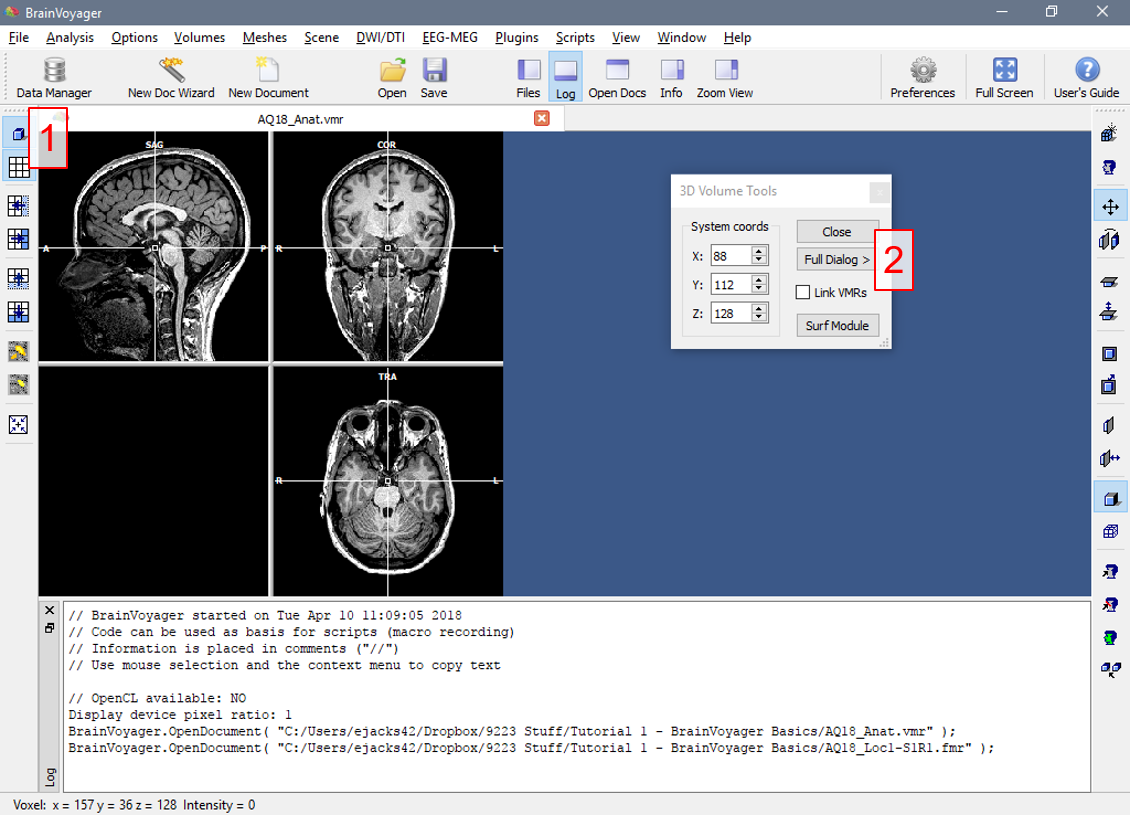 BrainVoyager
File Analysis Options Volumes Meshes Scene DWI/DTI EEG-MEG Plugins Scripts View Window Help
Data Manager New Doc Wizard New Document Open Save Files Log Open Docs Info Zoom View Preferences Full Screen User's Guide
1
AQ18_Anat.vmr
SAG
A
P
COR
R
L
TRA
R
L
3D Volume Tools
System coords
X: 88
Y: 112
Z: 128
Close
Full Dialog >
2
Link VMRs
Surf Module
// BrainVoyager started on Tue Apr 10 11:09:05 2018
// Code can be used as basis for scripts (macro recording)
// Information is placed in comments ("//")
// Use mouse selection and the context menu to copy text
// OpenCL available: NO
Display device pixel ratio: 1
BrainVoyager.OpenDocument( "C:/Users/ejacks42/Dropbox/9223 Stuff/Tutorial 1 - BrainVoyager Basics/AQ18_Anat.vmr" );
BrainVoyager.OpenDocument( "C:/Users/ejacks42/Dropbox/9223 Stuff/Tutorial 1 - BrainVoyager Basics/AQ18_Loc1-S1R1.fmr" );
Log
Voxel: x = 157 y = 36 z = 128 Intensity = 0